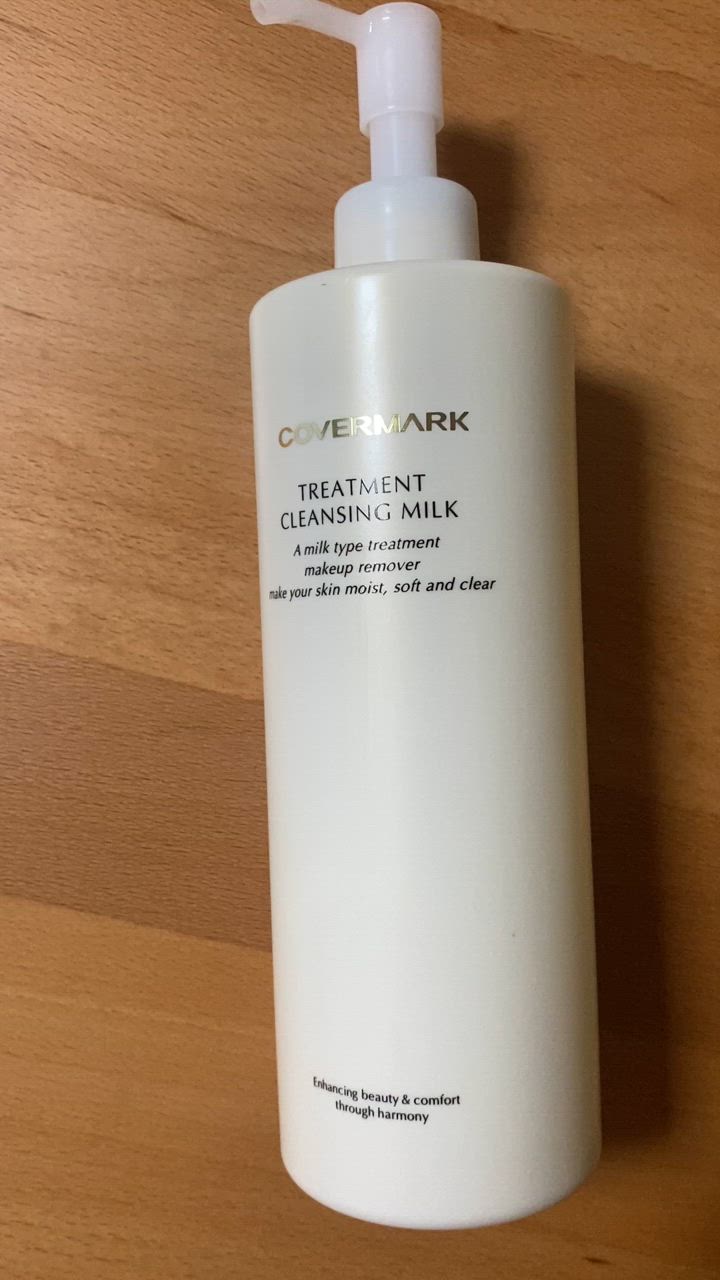 COVERMARK
TREATMENT
CLEANSING MILK
A milk type treatment
makeup remover
make your skin moist, soft and clear
Enhancing beauty & comfort
through harmony